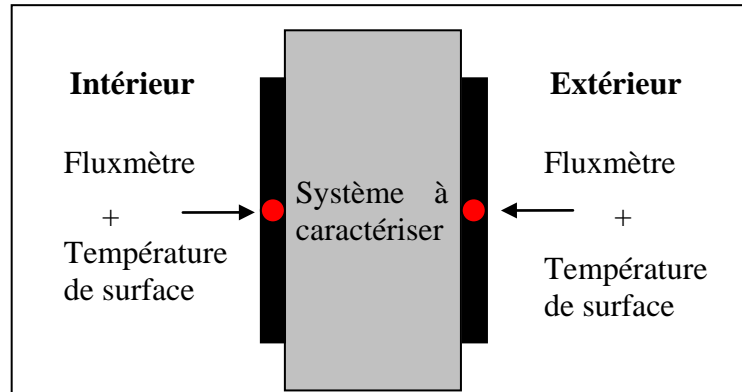 Intérieur
Fluxmètre
+
Température
de surface
Système à
caractériser
Extérieur
Fluxmètre
+
Température
de surface